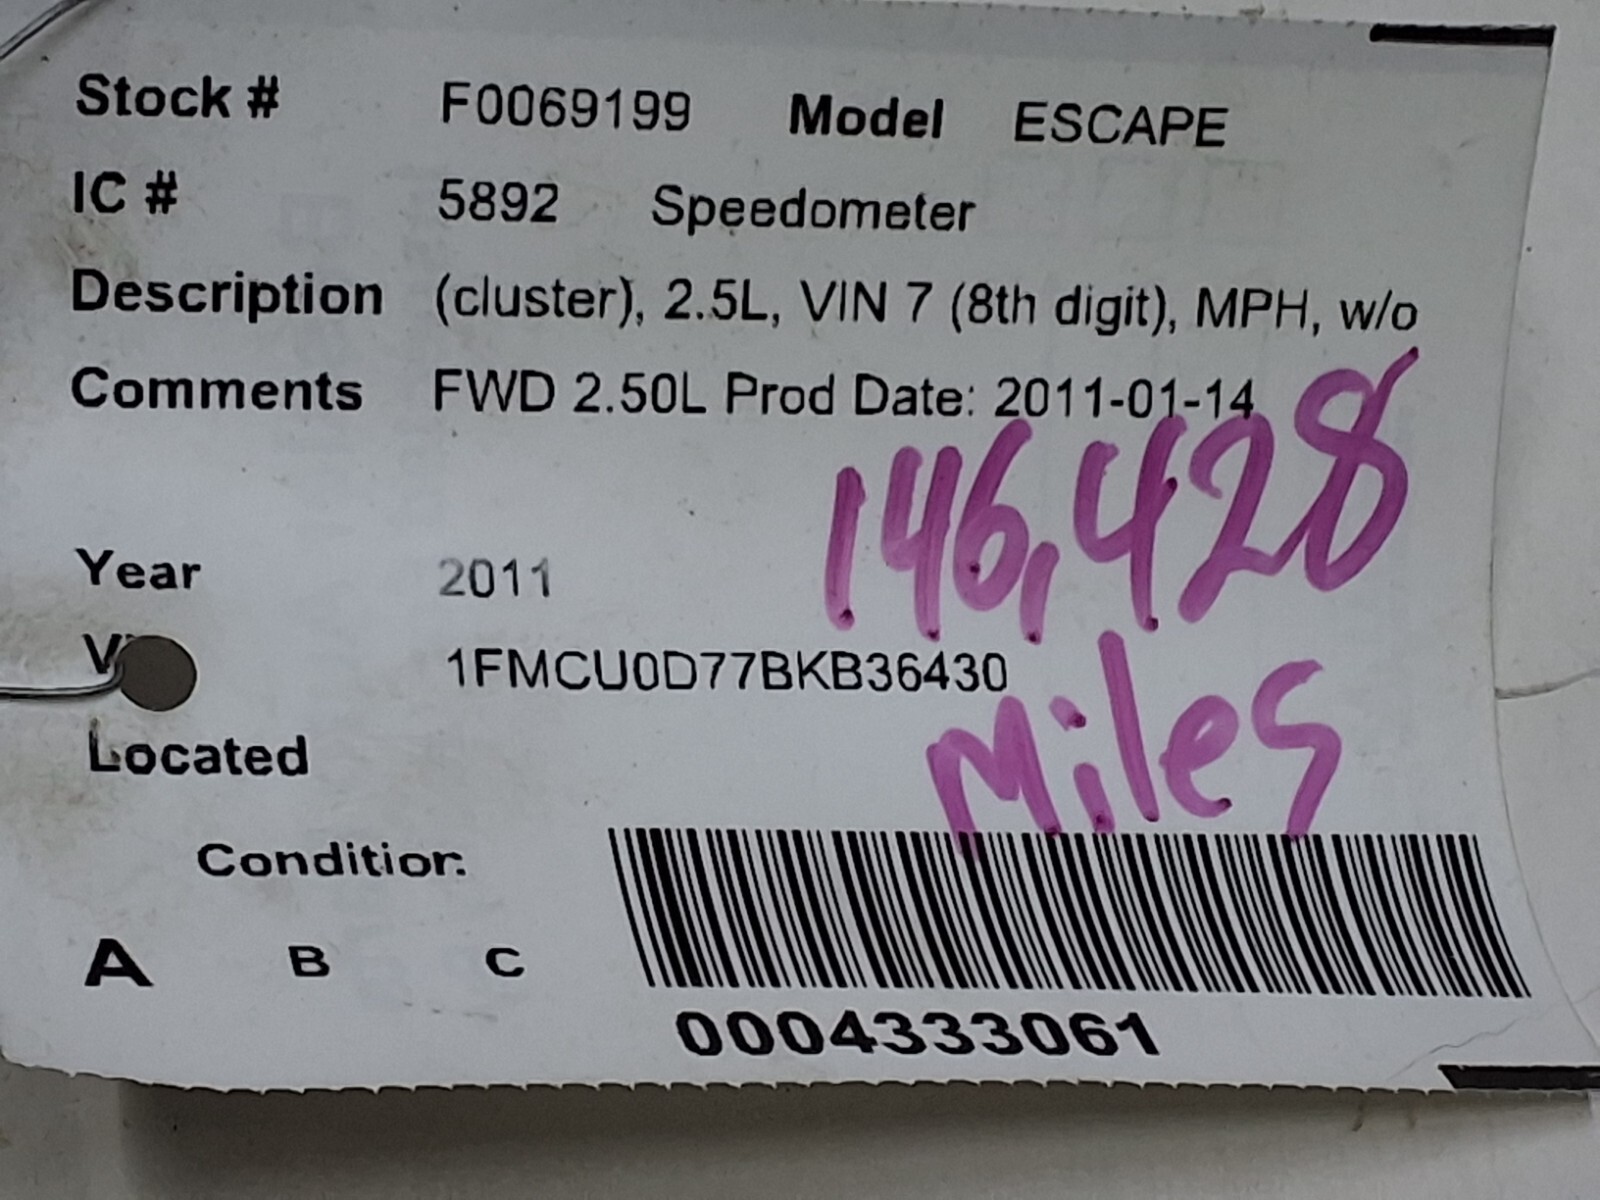 Stock # F0069199 Model ESCAPE
IC # 5892 Speedometer
Description (cluster), 2.5L, VIN 7 (8th digit), MPH, w/o
Comments FWD 2.50L Prod Date: 2011-01-14
146,428
Year 2011
1FMCU0D77BKB36430
Miles
Located
Condition:
A B C
0004333061